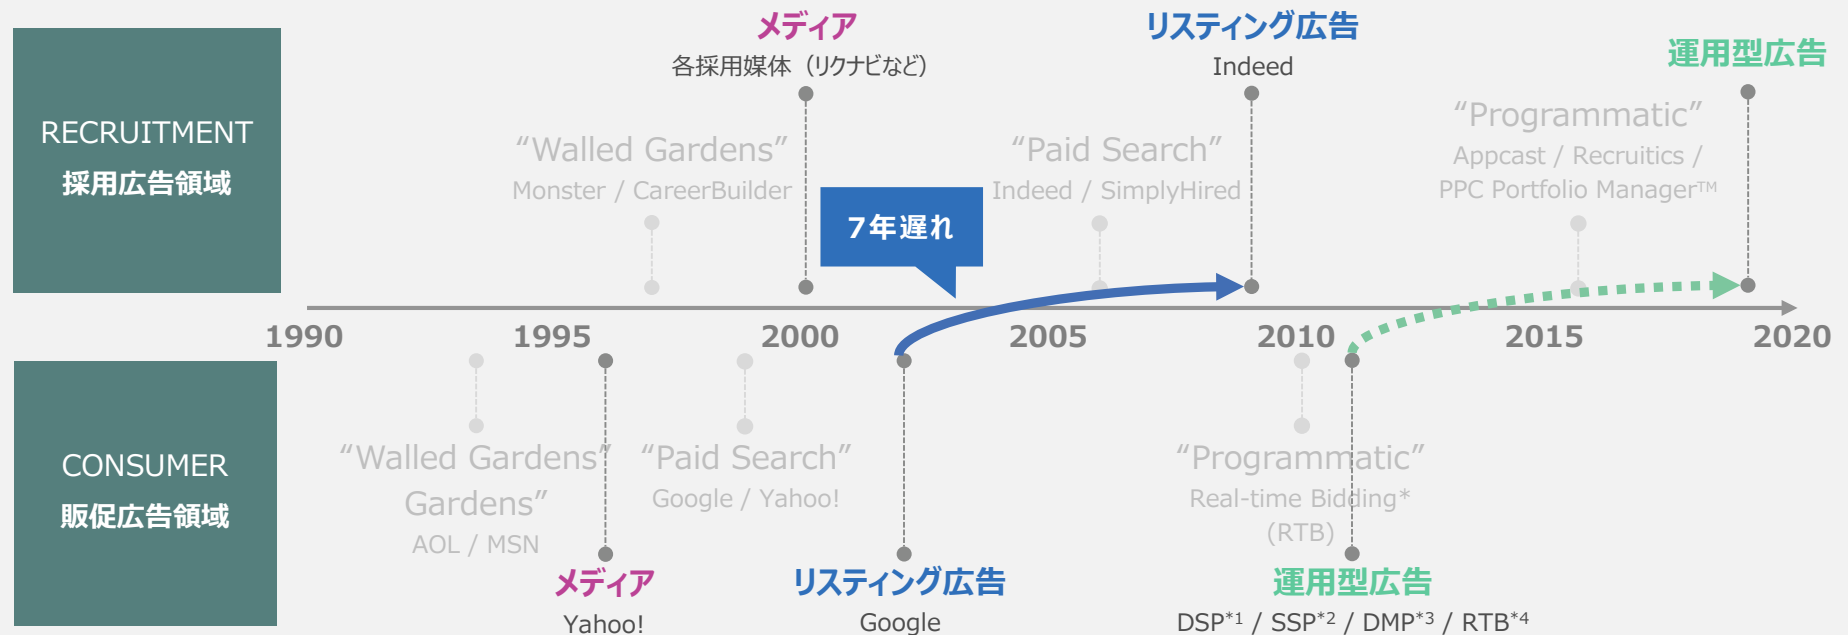 メディア
各採用媒体（リクナビなど）
リスティング広告
Indeed
運用型広告
RECRUITMENT
採用広告領域
“Walled Gardens”
Monster / CareerBuilder
7年遅れ
“Paid Search”
Indeed / SimplyHired
“Programmatic”
Appcast / Recruitics /
PPC Portfolio Manager™
1990
1995
2000
2005
2010
2015
2020
CONSUMER
販促広告領域
“Walled Gardens”
Gardens”
AOL / MSN
“Paid Search”
Google / Yahoo!
“Programmatic”
Real-time Bidding*
(RTB)
メディア
Yahoo!
リスティング広告
Google
運用型広告
DSP*1 / SSP*2 / DMP*3 / RTB*4